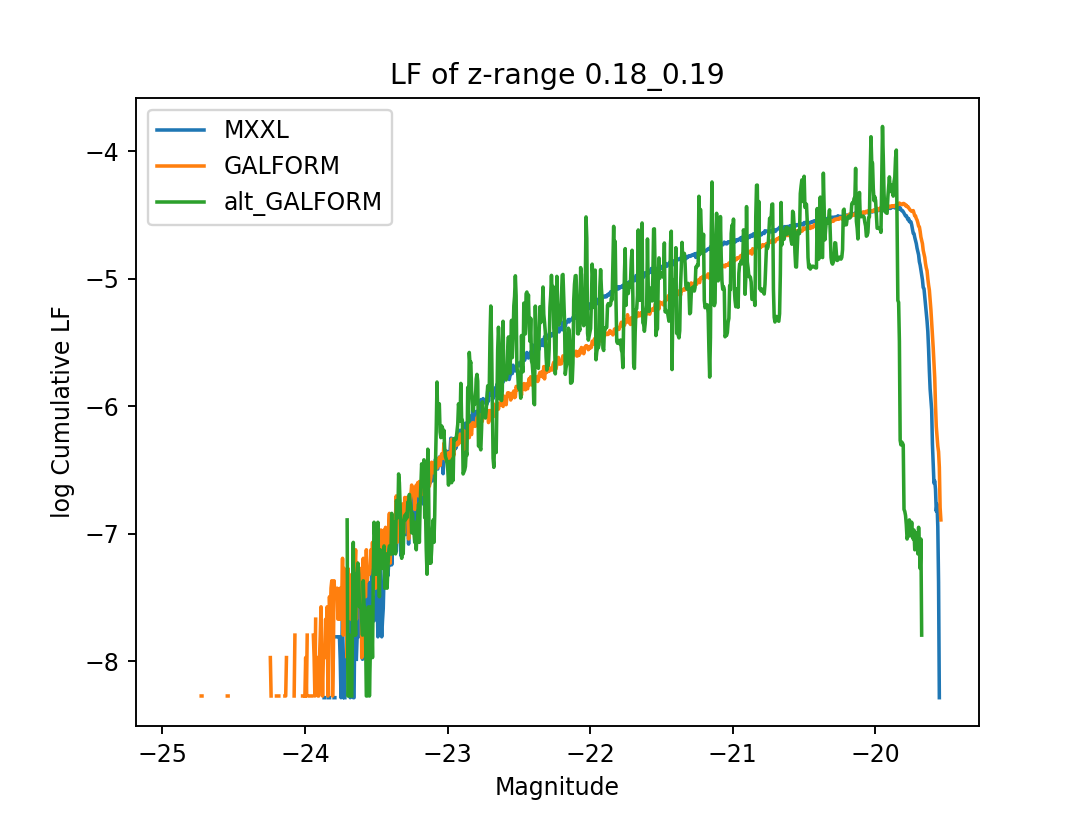 LF of z-range 0.18_0.19
MXXL
GALFORM
alt_GALFORM
−4
−5
−6
−7
−8
log Cumulative LF
−25 −24 −23 −22 −21 −20
Magnitude